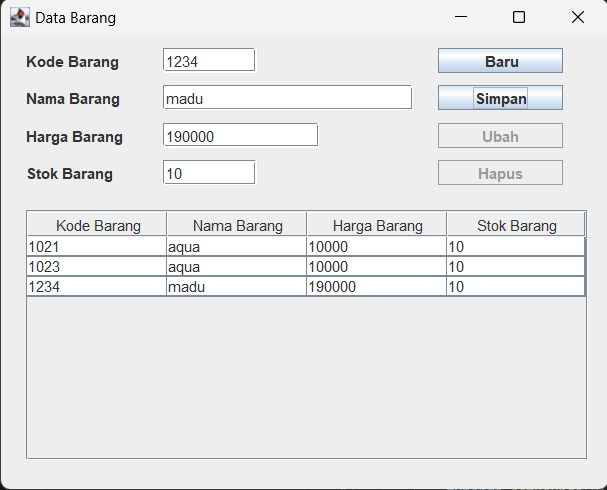 Data Barang
Kode Barang 1234 Baru
Nama Barang madu Simpan
Harga Barang 190000 Ubah
Stok Barang 10 Hapus
Kode Barang Nama Barang Harga Barang Stok Barang
1021 aqua 10000 10
1023 aqua 10000 10
1234 madu 190000 10